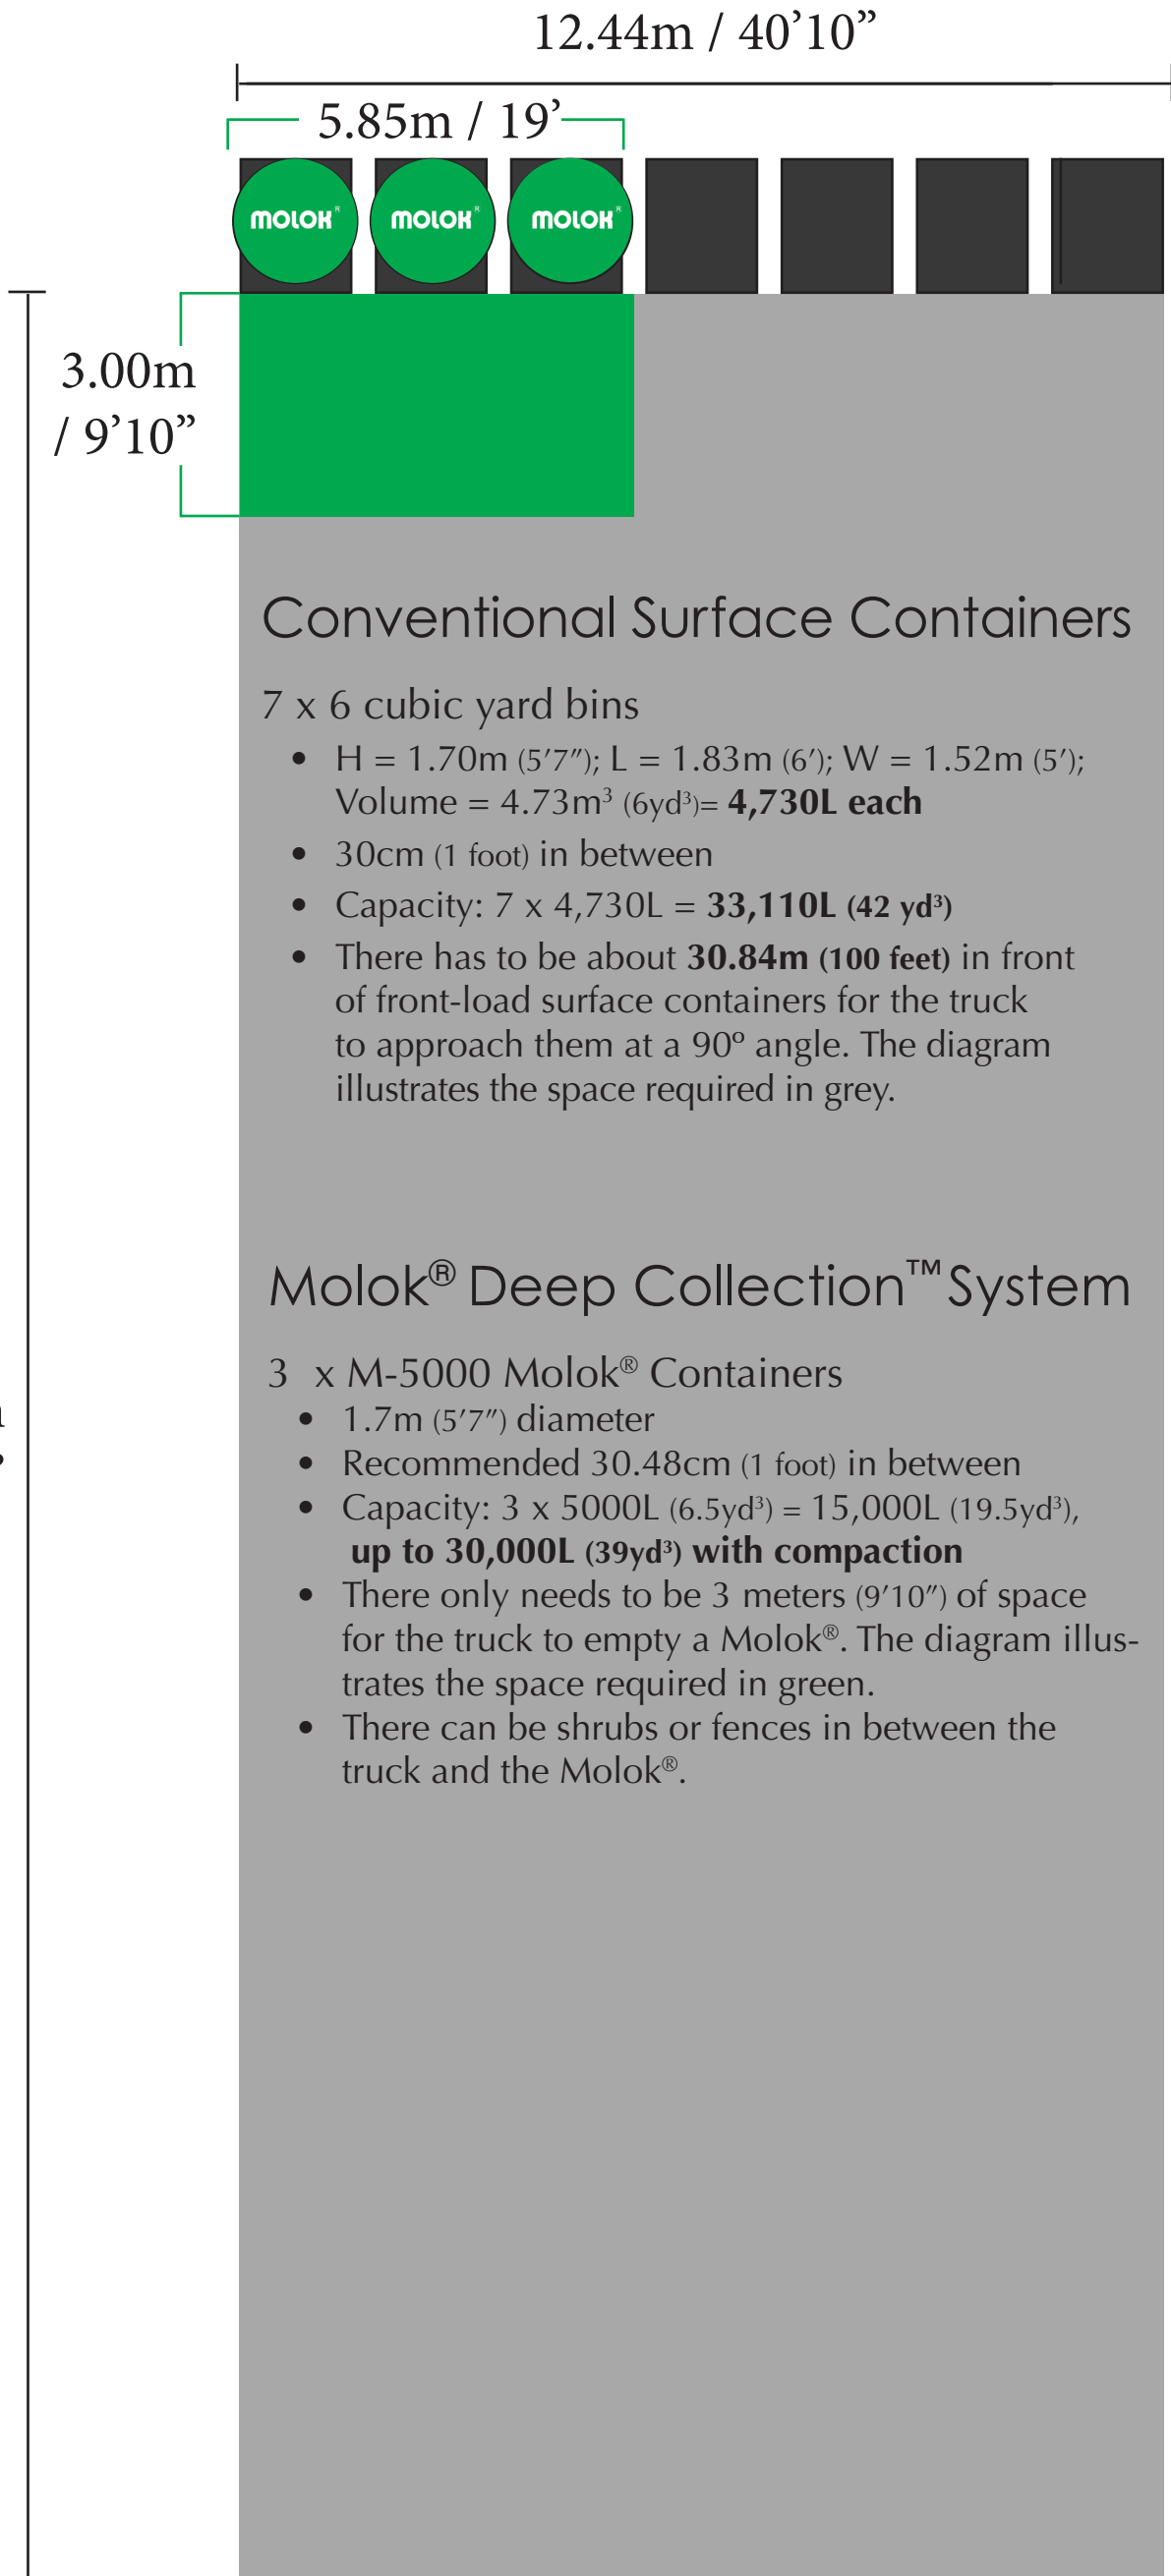 12.44m / 40’10”
5.85m / 19’
MOLOK®
MOLOK®
MOLOK®
3.00m
/ 9’10”
Conventional Surface Containers
7 x 6 cubic yard bins
• H = 1.70m (5’7”); L = 1.83m (6’); W = 1.52m (5’);
Volume = 4.73m³ (6yd³)= 4,730L each
• 30cm (1 foot) in between
• Capacity: 7 x 4,730L = 33,110L (42 yd³)
• There has to be about 30.84m (100 feet) in front
of front-load surface containers for the truck
to approach them at a 90º angle. The diagram
illustrates the space required in grey.
Molok® Deep Collection™ System
3 x M-5000 Molok® Containers
• 1.7m (5’7”) diameter
• Recommended 30.48cm (1 foot) in between
• Capacity: 3 x 5000L (6.5yd³) = 15,000L (19.5yd³),
up to 30,000L (39yd³) with compaction
• There only needs to be 3 meters (9’10”) of space
for the truck to empty a Molok®. The diagram illus-
trates the space required in green.
• There can be shrubs or fences in between the
truck and the Molok®.